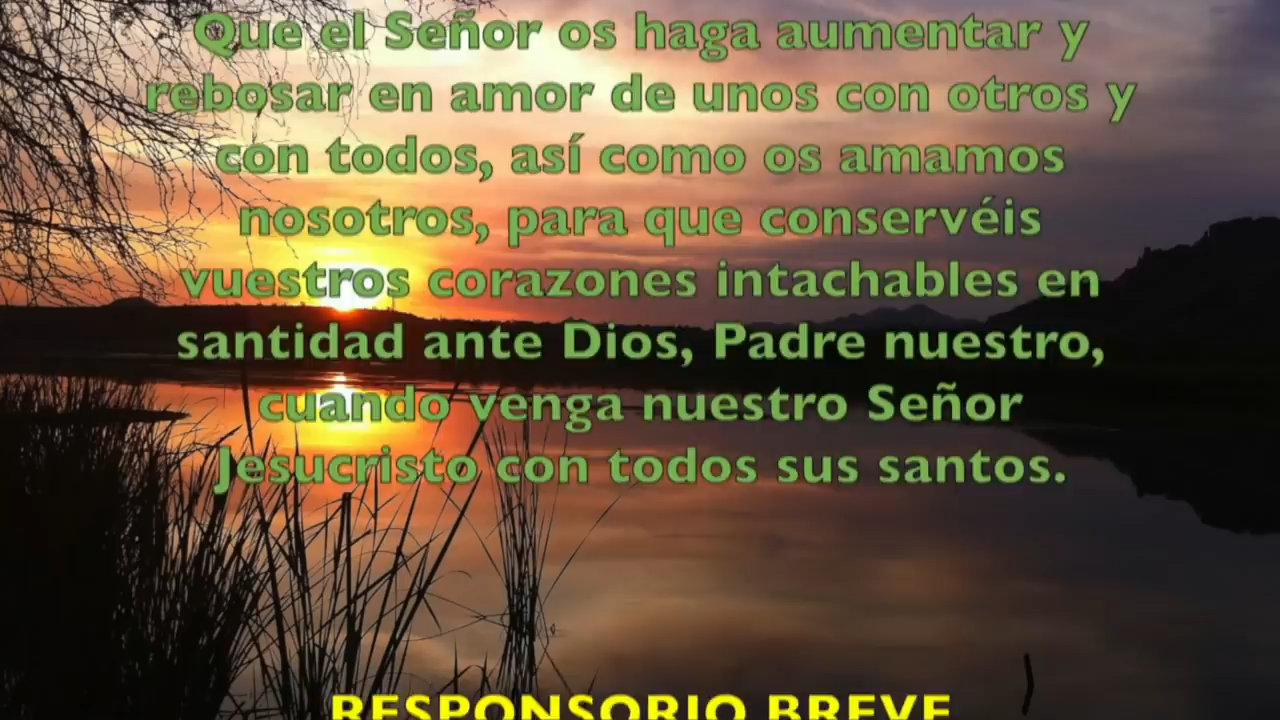 Que el Señor os haga aumentar y
rebosar en amor de unos con otros y
con todos, así como os amamos
nosotros, para que conservéis
vuestros corazones intachables en
santidad ante Dios, Padre nuestro,
cuando venga nuestro Señor
Jesucristo con todos sus santos.
RESPONSORIO BREVE